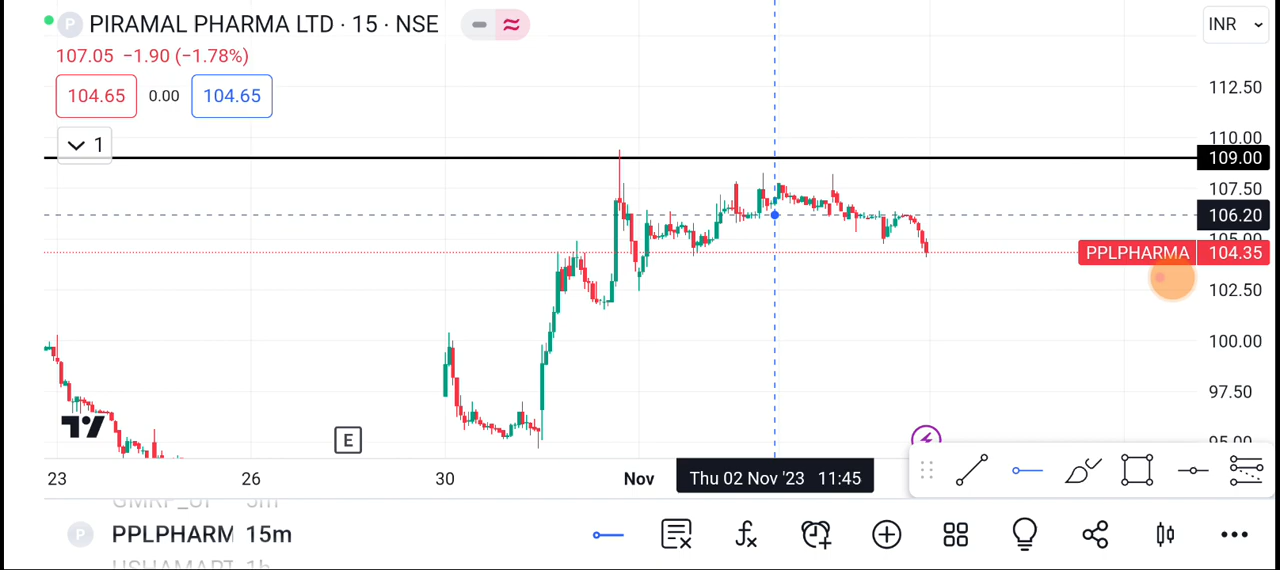 P PIRAMAL PHARMA LTD · 15 · NSE
INR
107.05 −1.90 (−1.78%)
104.65 0.00 104.65
1
112.50
110.00
109.00
107.50
106.20
105.00
PPLPHARMA 104.35
102.50
100.00
97.50
95.00
E
23 26 30 Nov Thu 02 Nov '23 11:45
P PPLPHARM 15m